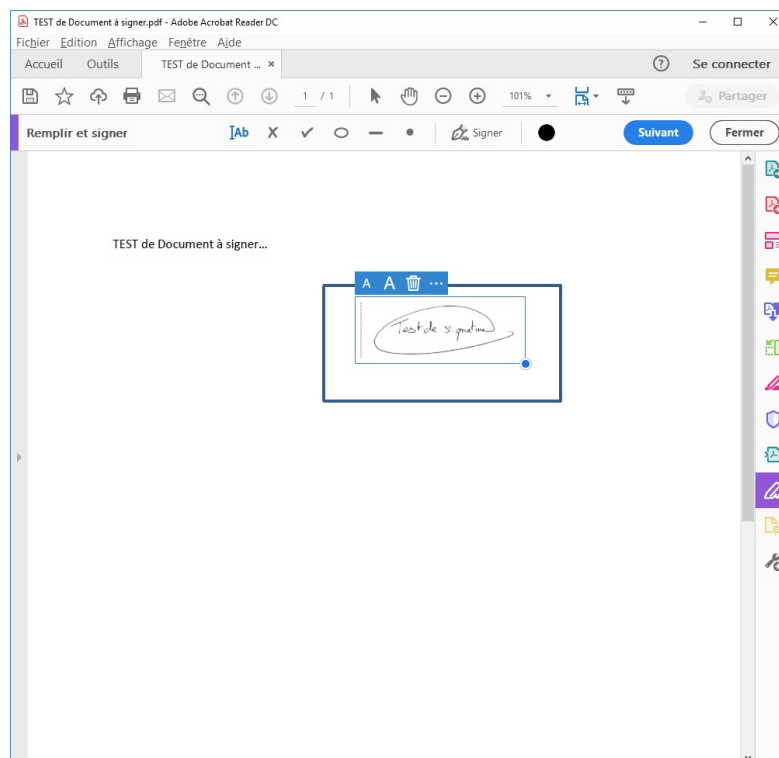 TEST de Document à signer.pdf - Adobe Acrobat Reader DC
Fichier Edition Affichage Fenêtre Aide
Accueil Outils TEST de Document ... × ? Se connecter
1 / 1 101% Partager
Remplir et signer Ab Signer Suivant Fermer
TEST de Document à signer...
A A ...
Test de signature